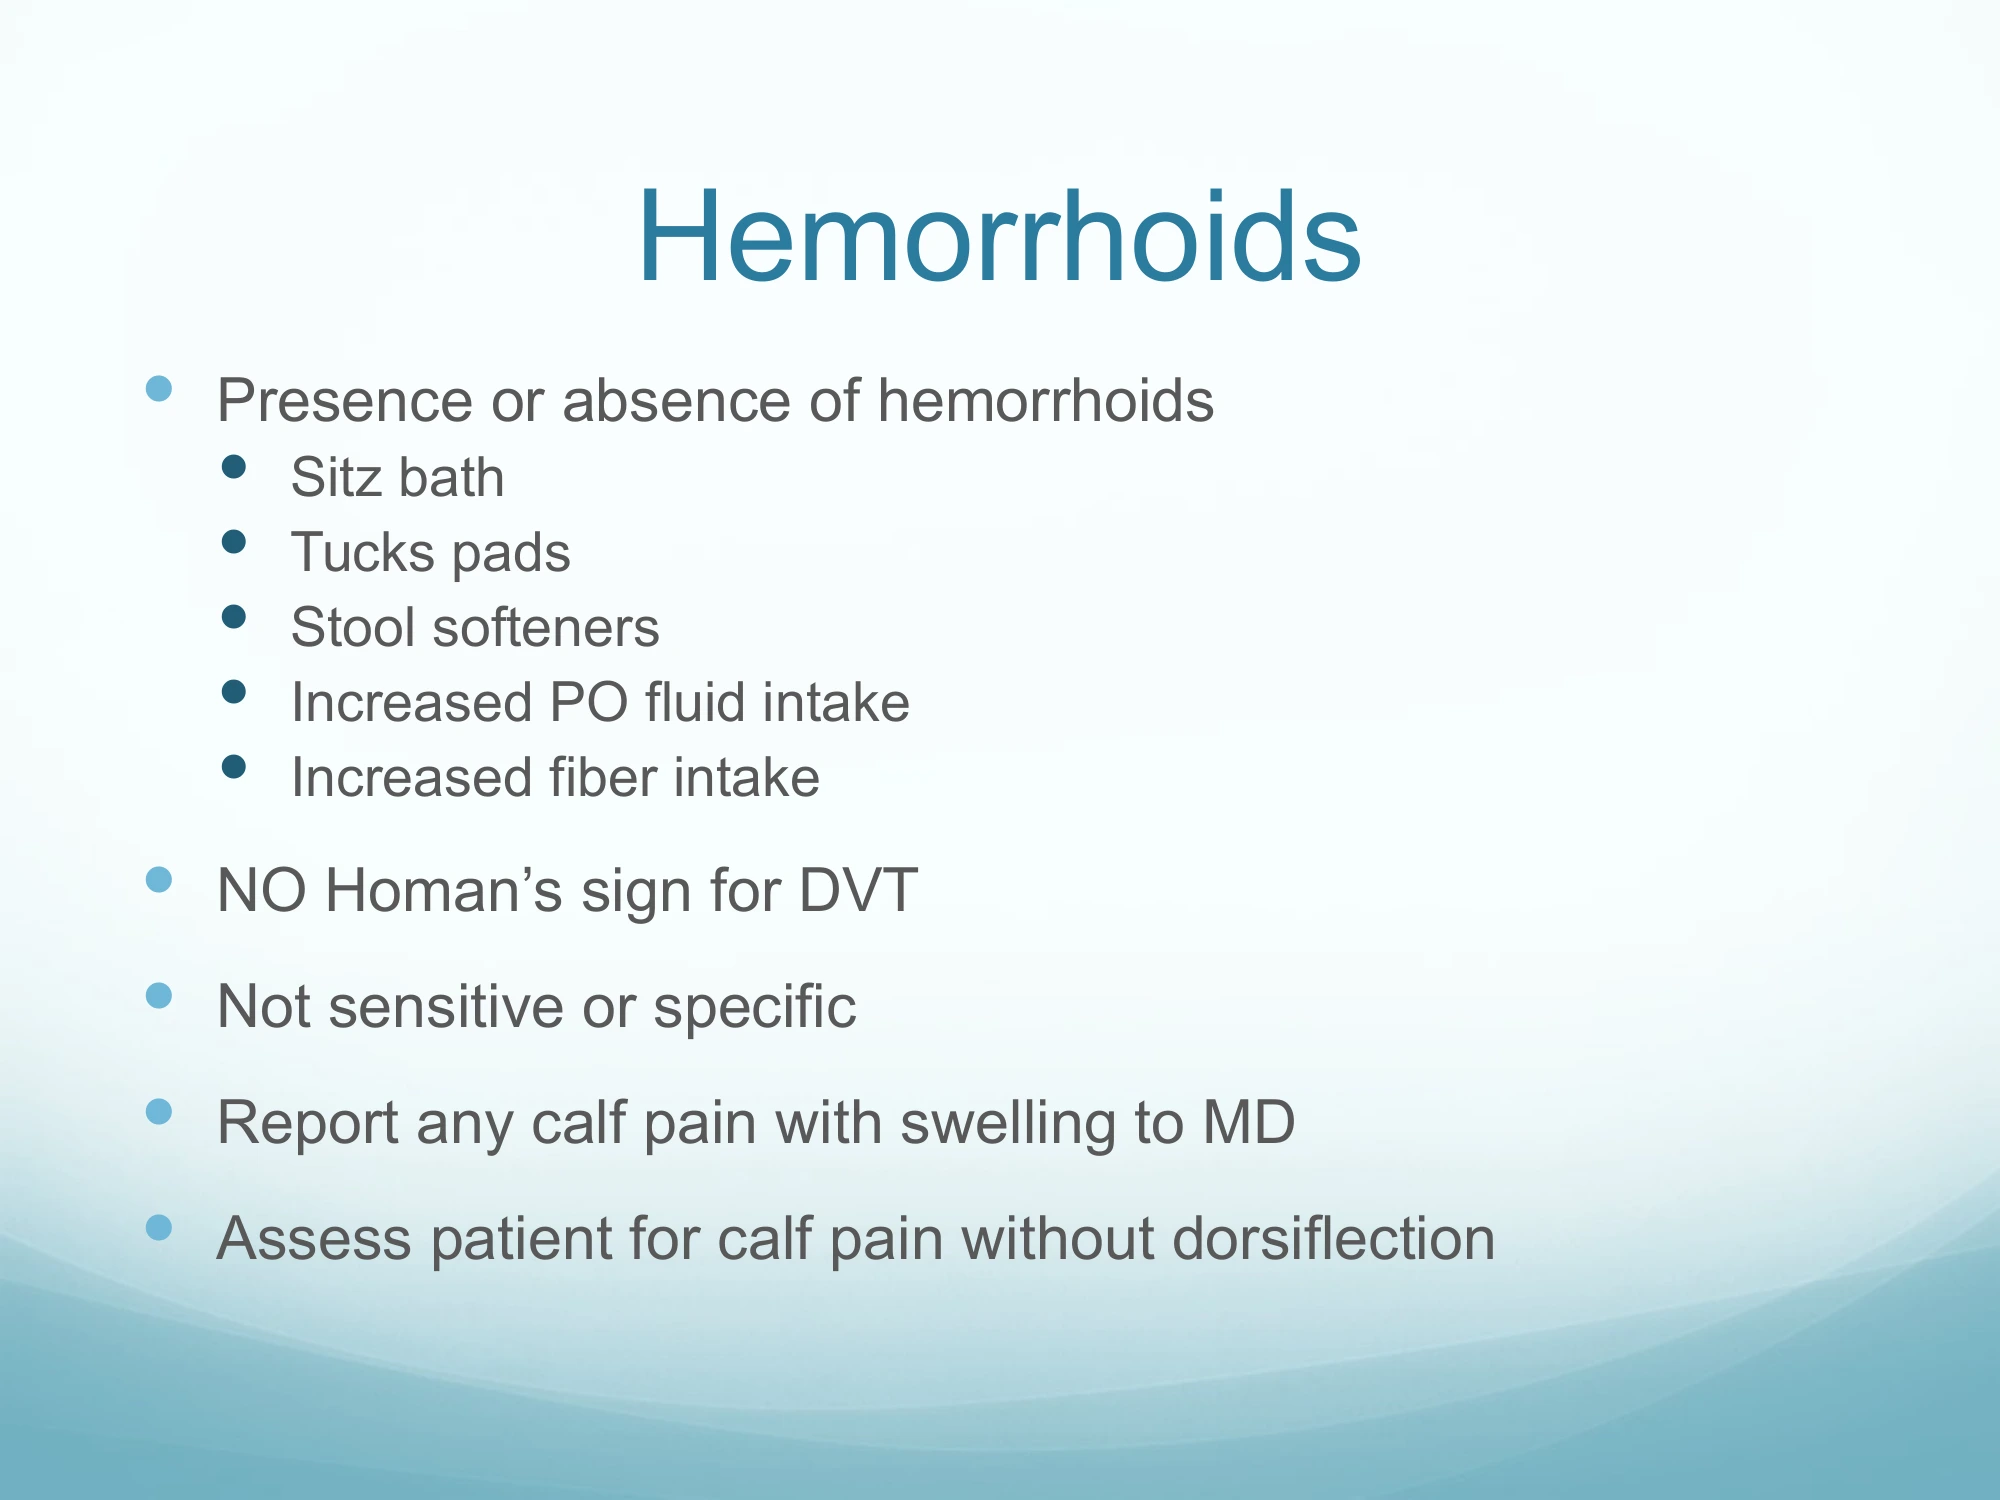 Hemorrhoids
• Presence or absence of hemorrhoids
• Sitz bath
• Tucks pads
• Stool softeners
• Increased PO fluid intake
• Increased fiber intake
• NO Homan’s sign for DVT
• Not sensitive or specific
• Report any calf pain with swelling to MD
• Assess patient for calf pain without dorsiflection